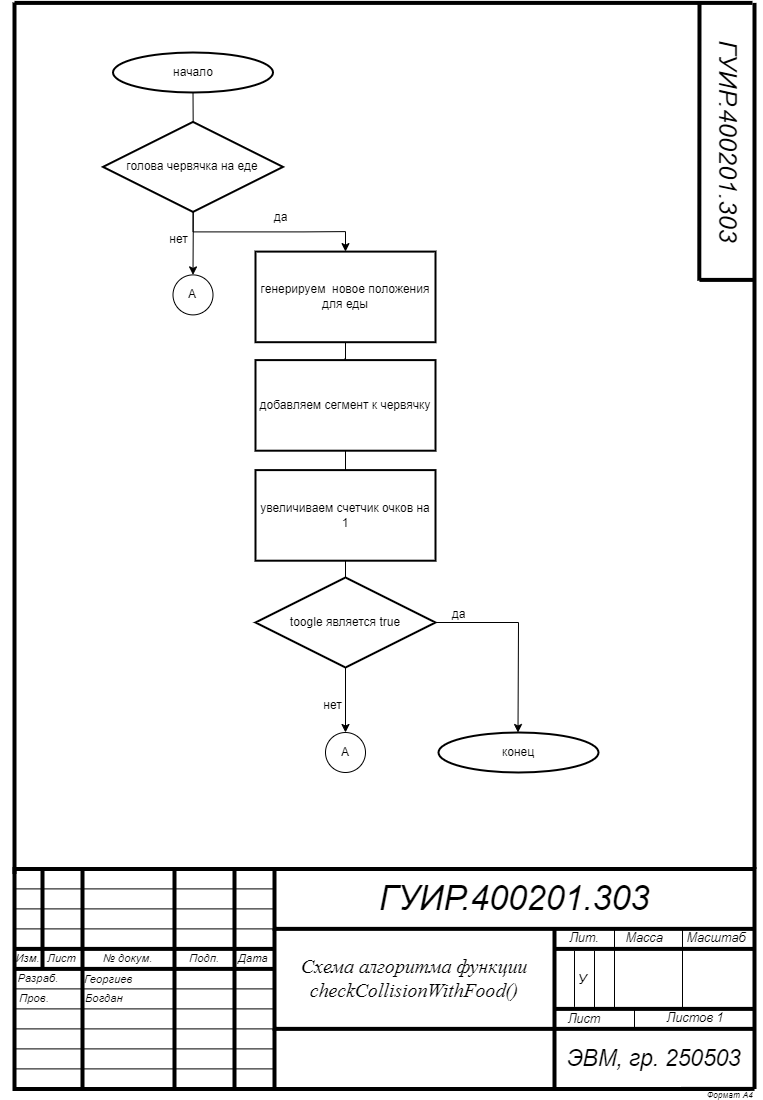 ГУИР.400201.303
начало
голова червячка на еде
да
нет
А
генерируем новое положения
для еды
добавляем сегмент к червячку
увеличиваем счетчик очков на
1
toogle является true
да
нет
А
конец
ГУИР.400201.303
Изм. Лист № докум. Подп. Дата
Разраб. Георгиев
Пров. Богдан
Схема алгоритма функции
checkCollisionWithFood()
Лит. Масса Масштаб
У
Лист Листов 1
ЭВМ, гр. 250503
Формат А4